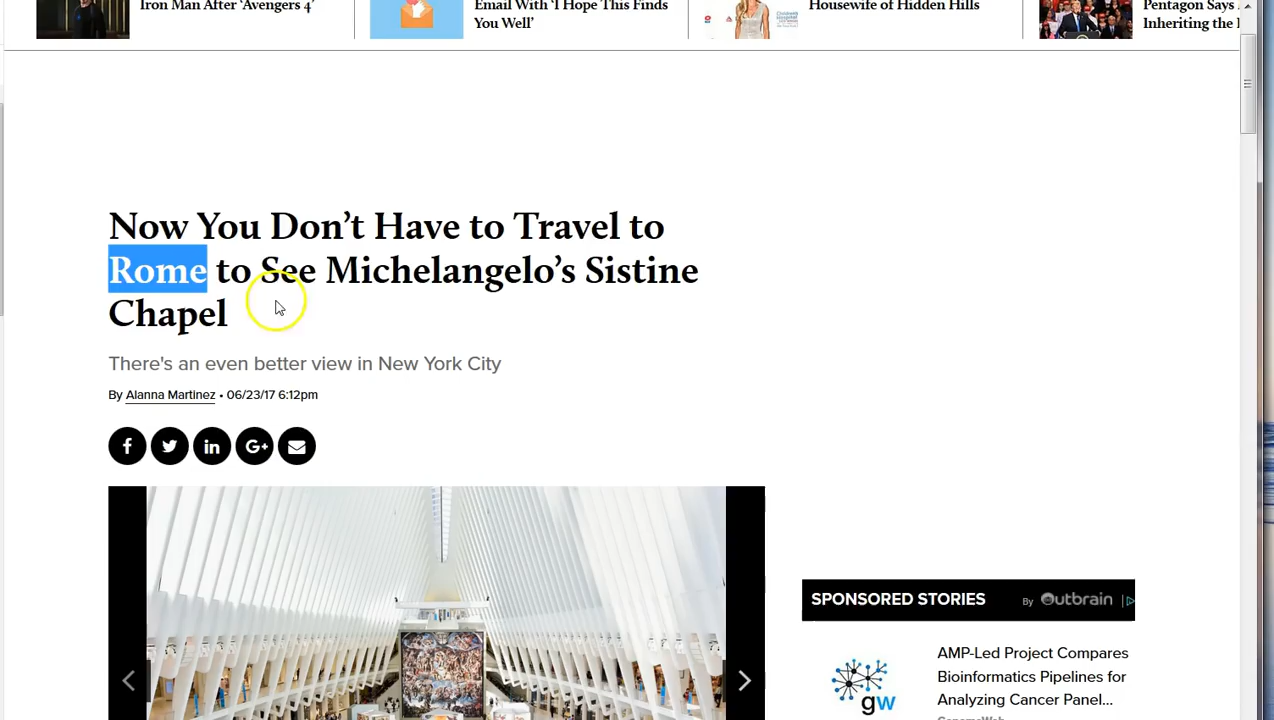 Iron Man After ‘Avengers 4’
Email With ‘I Hope This Finds
You Well’
Housewife of Hidden Hills
Pentagon Says
Inheriting the
Now You Don’t Have to Travel to
Rome to See Michelangelo’s Sistine
Chapel
There's an even better view in New York City
By Alanna Martinez • 06/23/17 6:12pm
f in G+
SPONSORED STORIES By Outbrain
AMP-Led Project Compares
Bioinformatics Pipelines for
Analyzing Cancer Panel...
gw
GenomeWeb